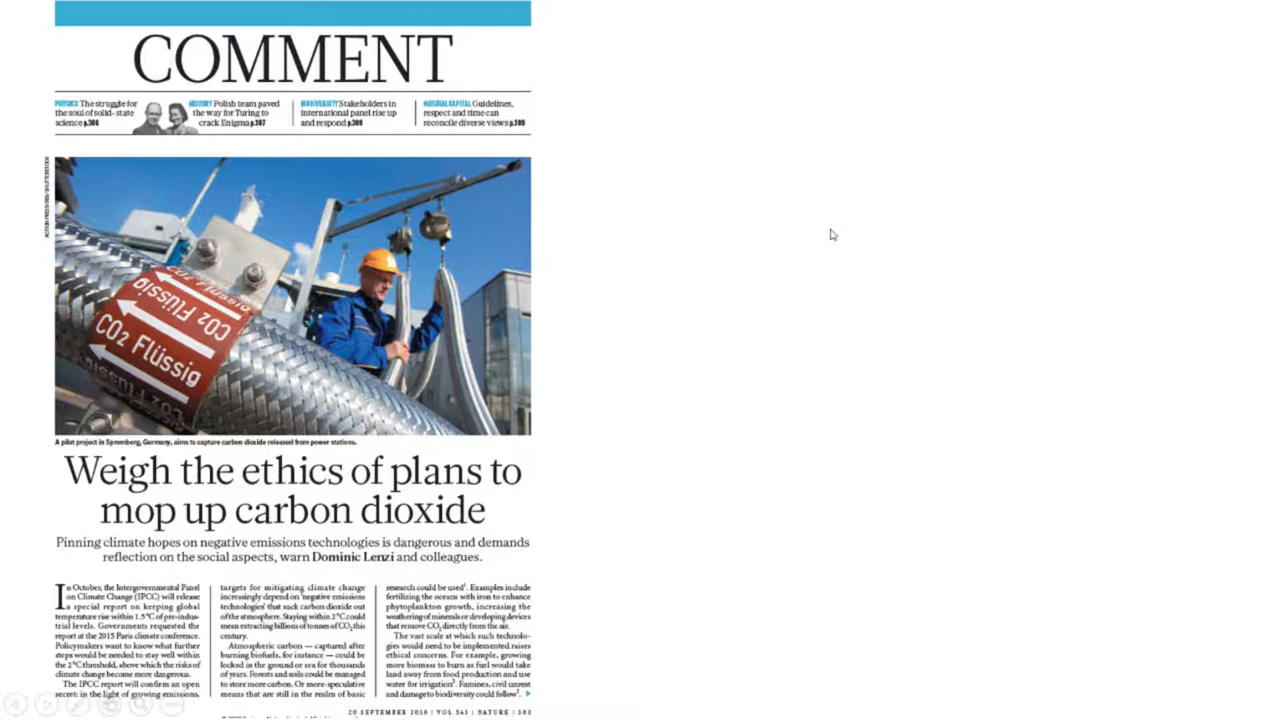 COMMENT
PHYSICS The struggle for
the soul of solid-state
science p.386
HISTORY Polish team paved
the way for Turing to
crack Enigma p.387
BIODIVERSITY Stakeholders in
international panel rise up
and respond p.389
NATURAL CAPITAL Guidelines,
respect and time can
reconcile diverse views p.389
CO2 Flüssig
CO2 Flüssig
CO2 Flüssig
A pilot project in Spremberg, Germany, aims to capture carbon dioxide released from power stations.
Weigh the ethics of plans to
mop up carbon dioxide
Pinning climate hopes on negative emissions technologies is dangerous and demands
reflection on the social aspects, warn Dominic Lenzi and colleagues.
In October, the Intergovernmental Panel
on Climate Change (IPCC) will release
a special report on keeping global
temperature rise within 1.5 °C of pre-indus-
trial levels. Governments requested the
report at the 2015 Paris climate conference.
Policymakers want to know what further
steps would be needed to stay well within
the 2 °C threshold, above which the risks of
climate change become more dangerous.
The IPCC report will confirm an open
secret: in the light of growing emissions,
targets for mitigating climate change
increasingly depend on 'negative emissions
technologies' that suck carbon dioxide out
of the atmosphere. Staying within 2 °C could
mean extracting billions of tonnes of CO2 this
century.
Atmospheric carbon — captured after
burning biofuels, for instance — could be
locked in the ground or sea for thousands
of years. Forests and soils could be managed
to store more carbon. Or more-speculative
means that are still in the realm of basic
research could be used1. Examples include
fertilizing the oceans with iron to enhance
phytoplankton growth, increasing the
weathering of minerals or developing devices
that remove CO2 directly from the air.
The vast scale at which such technolo-
gies would need to be implemented raises
ethical concerns. For example, growing
more biomass to burn as fuel would take
land away from food production and use
water for irrigation2. Famines, civil unrest
and damage to biodiversity could follow3.
20 SEPTEMBER 2018 | VOL 561 | NATURE | 303